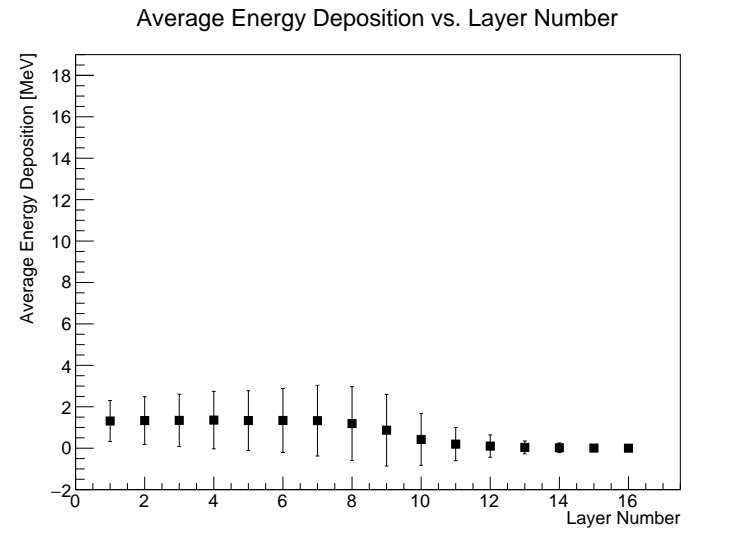 Average Energy Deposition vs. Layer Number
Average Energy Deposition [MeV]
18
16
14
12
10
8
6
4
2
0
−2
0 2 4 6 8 10 12 14 16
Layer Number